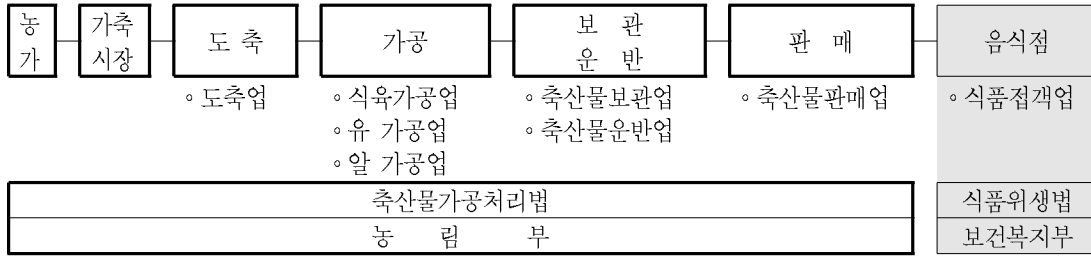 농가
가축시장
도 축
가공
보 관
운 반
판 매
음식점
∘도축업
∘식육가공업
∘유 가공업
∘알 가공업
∘축산물보관업
∘축산물운반업
∘축산물판매업
∘식품접객업
축산물가공처리법
식품위생법
농 림 부
보건복지부